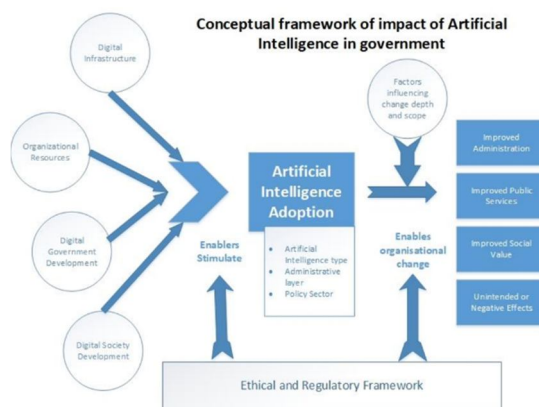 Conceptual framework of impact of Artificial
Intelligence in government
Digital
Infrastructure
Organizational
Resources
Digital
Government
Development
Digital Society
Development
Enablers
Stimulate
Artificial
Intelligence
Adoption
• Artificial
Intelligence type
• Administrative
layer
• Policy Sector
Factors
influencing
change depth
and scope
Enables
organisational
change
Improved
Administration
Improved Public
Services
Improved Social
Value
Unintended or
Negative Effects
Ethical and Regulatory Framework